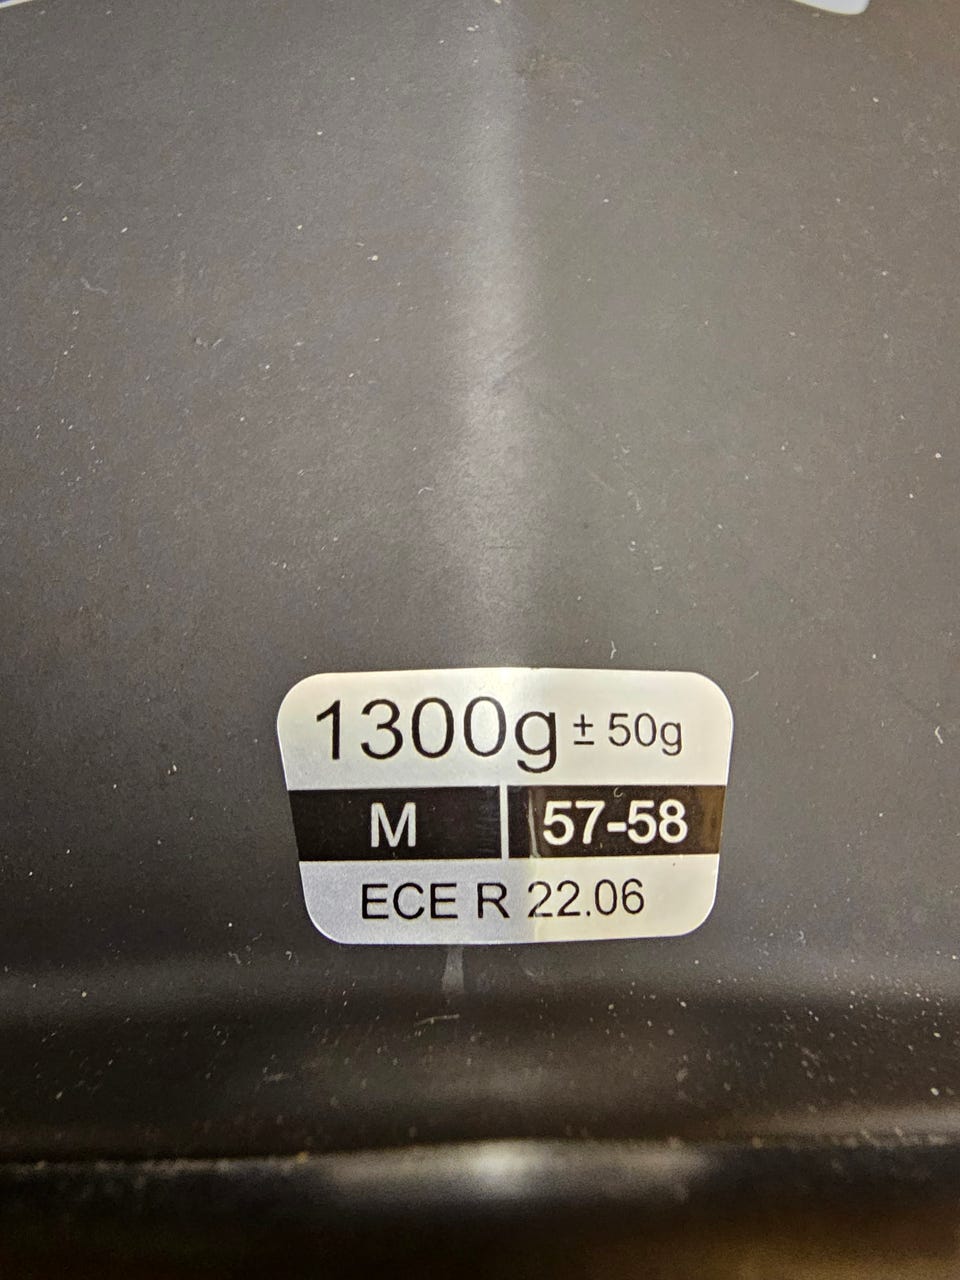 1300g ± 50g
M 57-58
ECE R 22.06